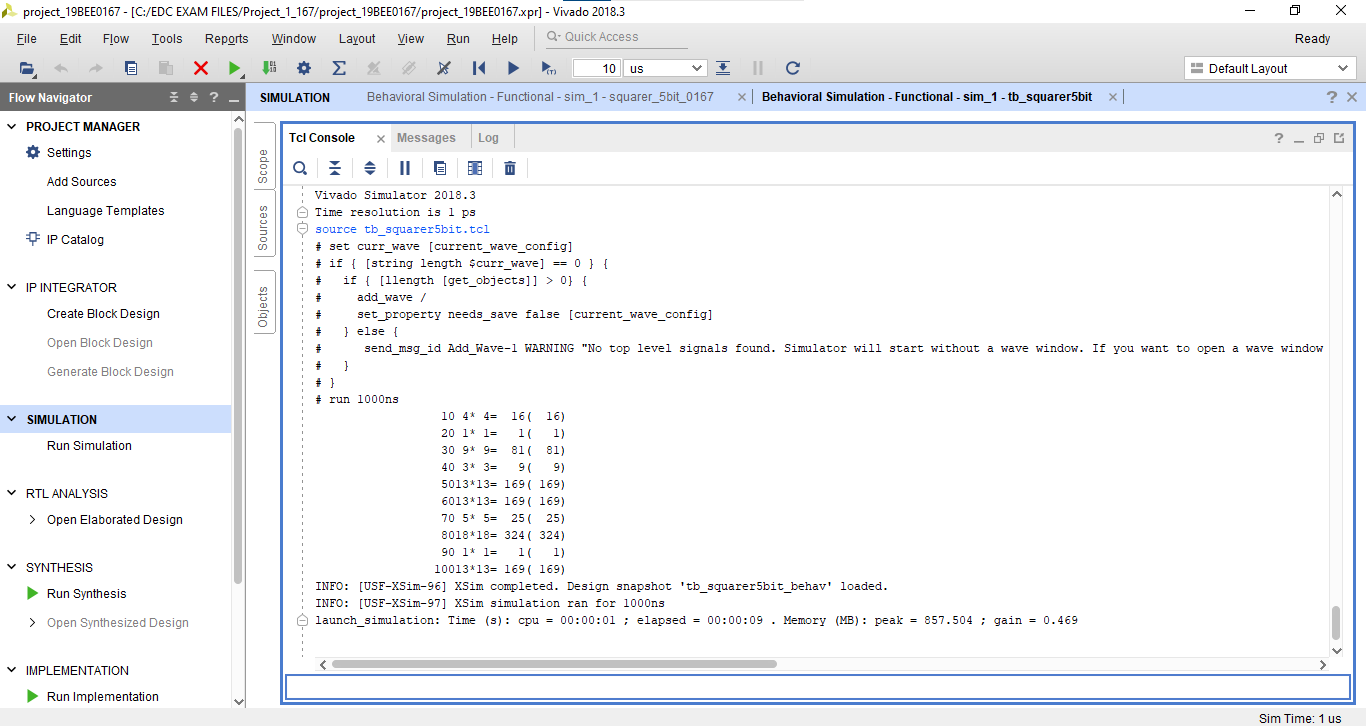 project_19BEE0167 - [C:/EDC EXAM FILES/Project_1_167/project_19BEE0167/project_19BEE0167.xpr] - Vivado 2018.3
File Edit Flow Tools Reports Window Layout View Run Help Quick Access Ready
10 us Default Layout
Flow Navigator
SIMULATION Behavioral Simulation - Functional - sim_1 - squarer_5bit_0167 Behavioral Simulation - Functional - sim_1 - tb_squarer5bit
PROJECT MANAGER
Settings
Add Sources
Language Templates
IP Catalog
IP INTEGRATOR
Create Block Design
Open Block Design
Generate Block Design
SIMULATION
Run Simulation
RTL ANALYSIS
Open Elaborated Design
SYNTHESIS
Run Synthesis
Open Synthesized Design
IMPLEMENTATION
Run Implementation
Scope
Sources
Objects
Tcl Console Messages Log
Vivado Simulator 2018.3
Time resolution is 1 ps
source tb_squarer5bit.tcl
# set curr_wave [current_wave_config]
# if { [string length $curr_wave] == 0 } {
#   if { [llength [get_objects]] > 0} {
#     add_wave /
#     set_property needs_save false [current_wave_config]
#   } else {
#      send_msg_id Add_Wave-1 WARNING "No top level signals found. Simulator will start without a wave window. If you want to open a wave window
#   }
# }
# run 1000ns
10 4* 4=  16(  16)
20 1* 1=   1(   1)
30 9* 9=  81(  81)
40 3* 3=   9(   9)
5013*13= 169( 169)
6013*13= 169( 169)
70 5* 5=  25(  25)
8018*18= 324( 324)
90 1* 1=   1(   1)
10013*13= 169( 169)
INFO: [USF-XSim-96] XSim completed. Design snapshot 'tb_squarer5bit_behav' loaded.
INFO: [USF-XSim-97] XSim simulation ran for 1000ns
launch_simulation: Time (s): cpu = 00:00:01 ; elapsed = 00:00:09 . Memory (MB): peak = 857.504 ; gain = 0.469
Sim Time: 1 us